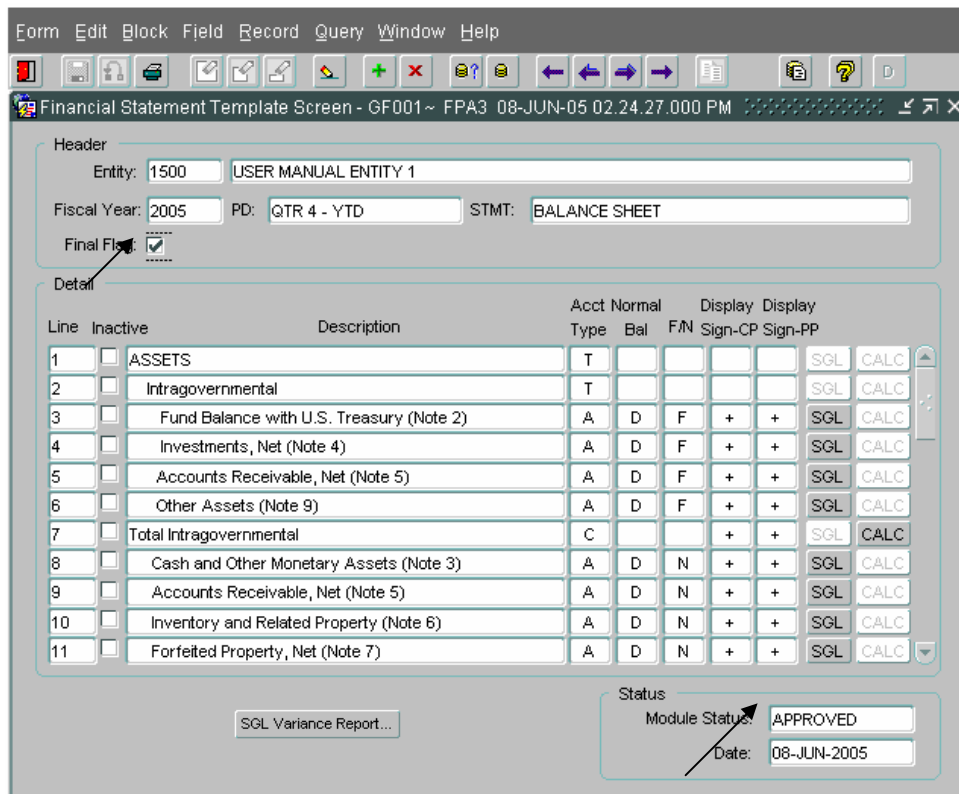 Form Edit Block Field Record Query Window Help
D
Financial Statement Template Screen - GF001~ FPA3 08-JUN-05 02.24.27.000 PM
Header
Entity: 1500 USER MANUAL ENTITY 1
Fiscal Year: 2005 PD: QTR 4 - YTD STMT: BALANCE SHEET
Final Flag:
Detail
Acct Normal Display Display
Line Inactive Description Type Bal F/N Sign-CP Sign-PP
1 ASSETS T SGL CALC
2 Intragovernmental T SGL CALC
3 Fund Balance with U.S. Treasury (Note 2) A D F + + SGL CALC
4 Investments, Net (Note 4) A D F + + SGL CALC
5 Accounts Receivable, Net (Note 5) A D F + + SGL CALC
6 Other Assets (Note 9) A D F + + SGL CALC
7 Total Intragovernmental C + + SGL CALC
8 Cash and Other Monetary Assets (Note 3) A D N + + SGL CALC
9 Accounts Receivable, Net (Note 5) A D N + + SGL CALC
10 Inventory and Related Property (Note 6) A D N + + SGL CALC
11 Forfeited Property, Net (Note 7) A D N + + SGL CALC
Status
SGL Variance Report... Module Status: APPROVED
Date: 08-JUN-2005